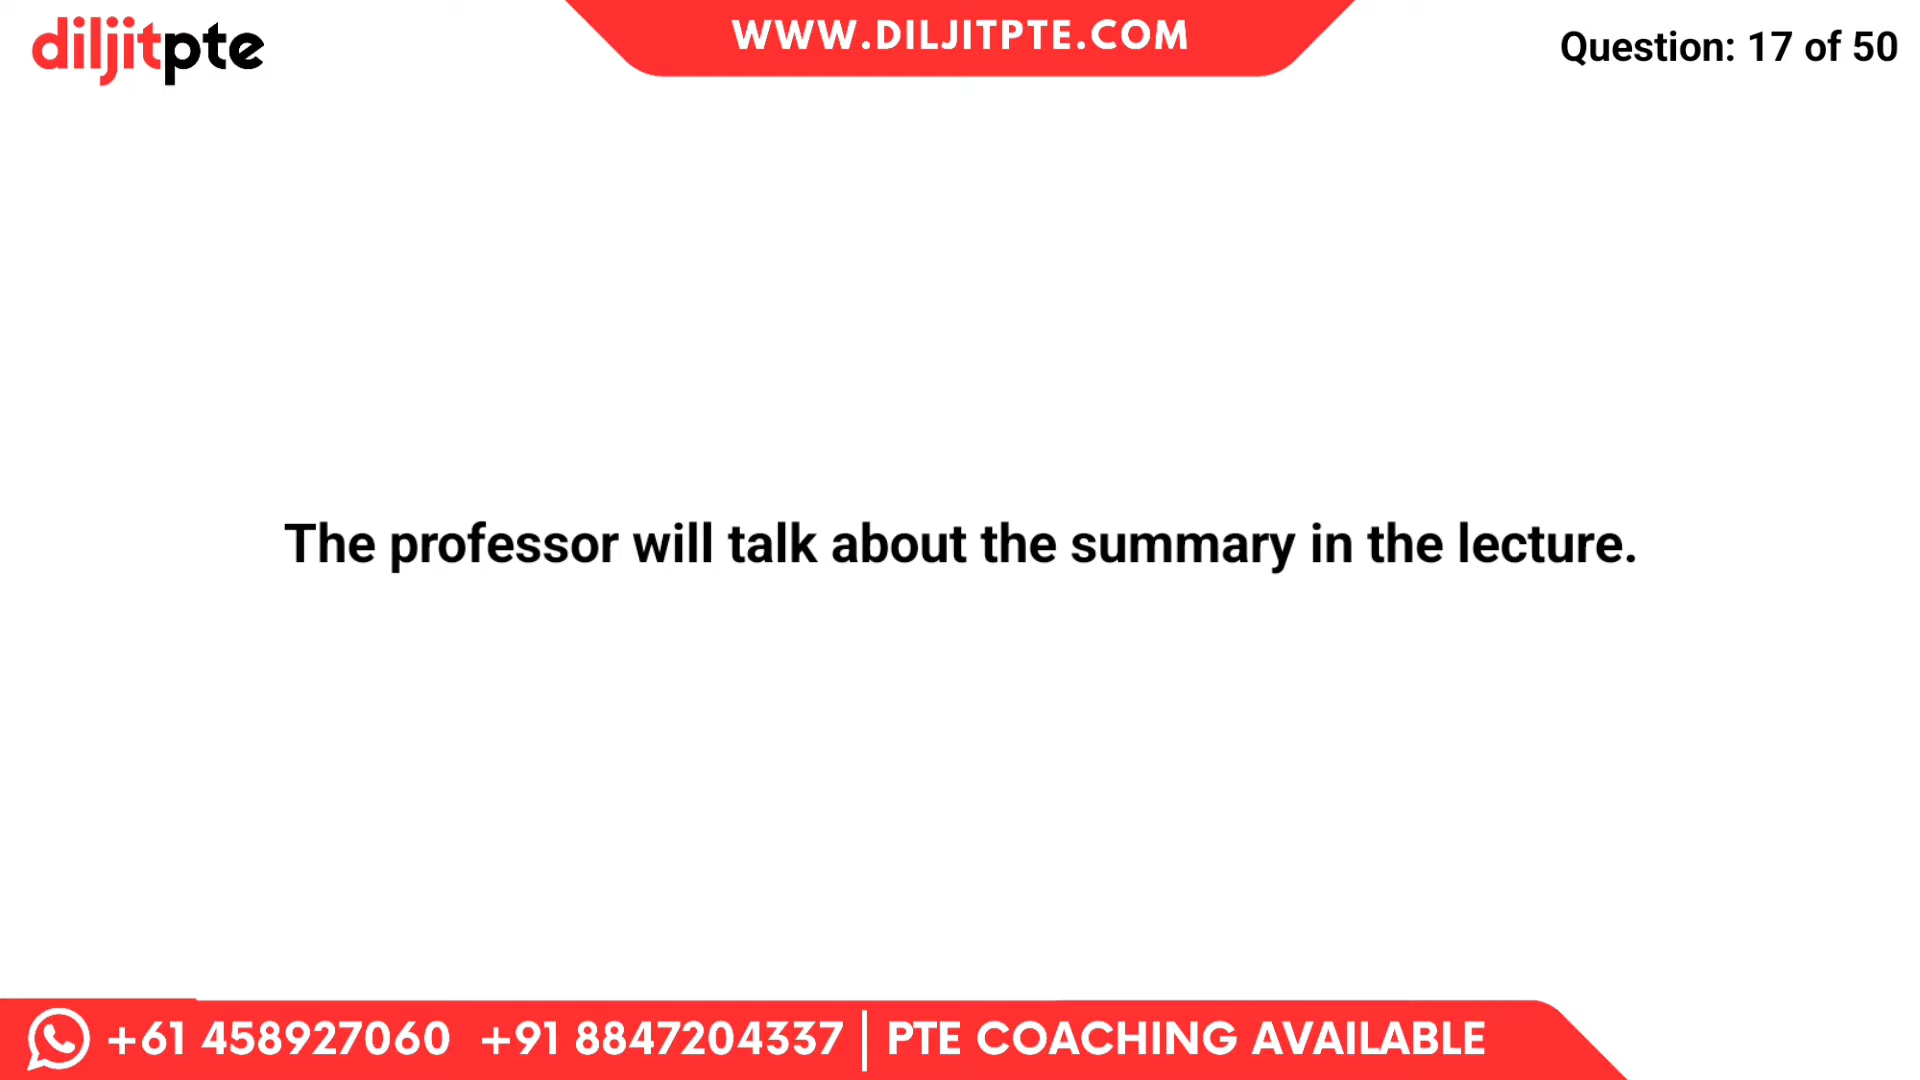 diljitpte
WWW.DILJITPTE.COM
Question: 17 of 50
The professor will talk about the summary in the lecture.
+61 458927060 +91 8847204337 | PTE COACHING AVAILABLE